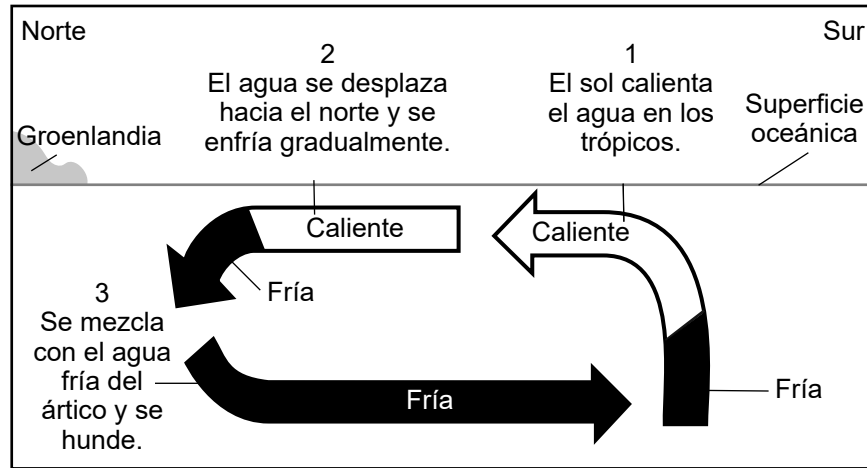 Norte
Sur
2
El agua se desplaza
hacia el norte y se
enfría gradualmente.
1
El sol calienta
el agua en los
trópicos.
Superficie
oceánica
Groenlandia
Caliente
Caliente
Fría
3
Se mezcla
con el agua
fría del
ártico y se
hunde.
Fría
Fría